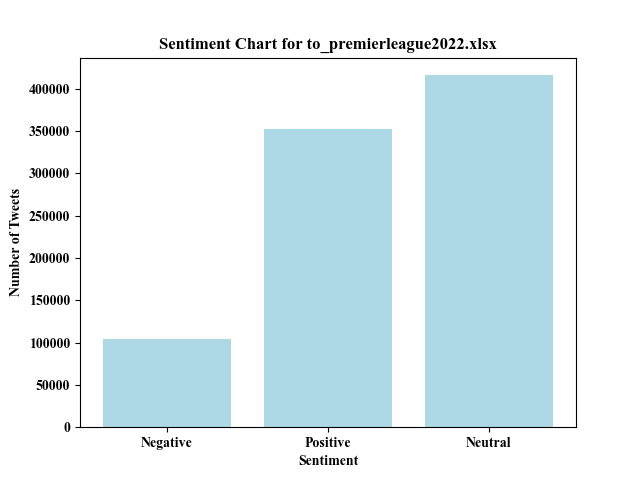 Sentiment Chart for to_premierleague2022.xlsx
400000
350000
300000
250000
200000
150000
100000
50000
0
Number of Tweets
Negative Positive Neutral
Sentiment